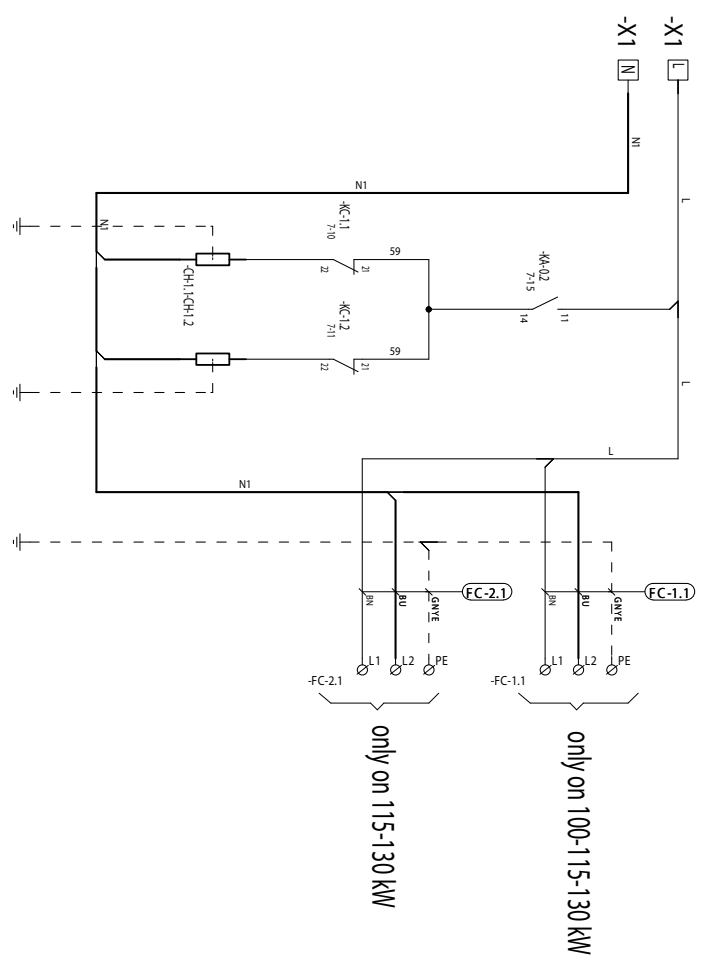 -X1
-X1
N
L
N1
L
N1
N1
-KC-1.1
7-10
59
22
21
-KA-0.2
7-15
14
11
-CH-1.1-CH-1.2
-KC-1.2
7-11
59
22
21
L
L
N1
FC-2.1
FC-1.1
BN
BU
GNYE
BN
BU
GNYE
L1
L2
PE
L1
L2
PE
-FC-2.1
-FC-1.1
only on 115-130 kW
only on 100-115-130 kW